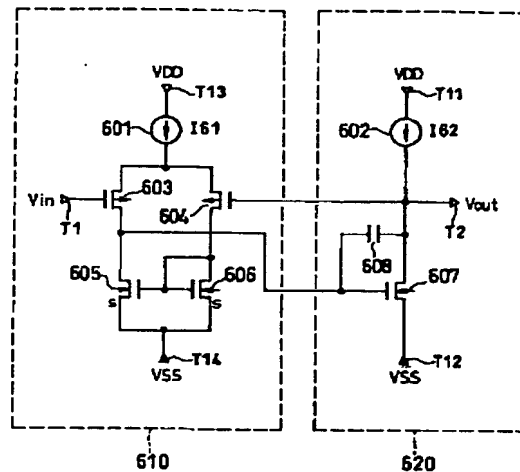 VDD
T13
601
I61
Vin
T1
603
604
605
606
S
S
T14
VSS
610
VDD
T11
602
I62
Vout
T2
608
607
T12
VSS
620